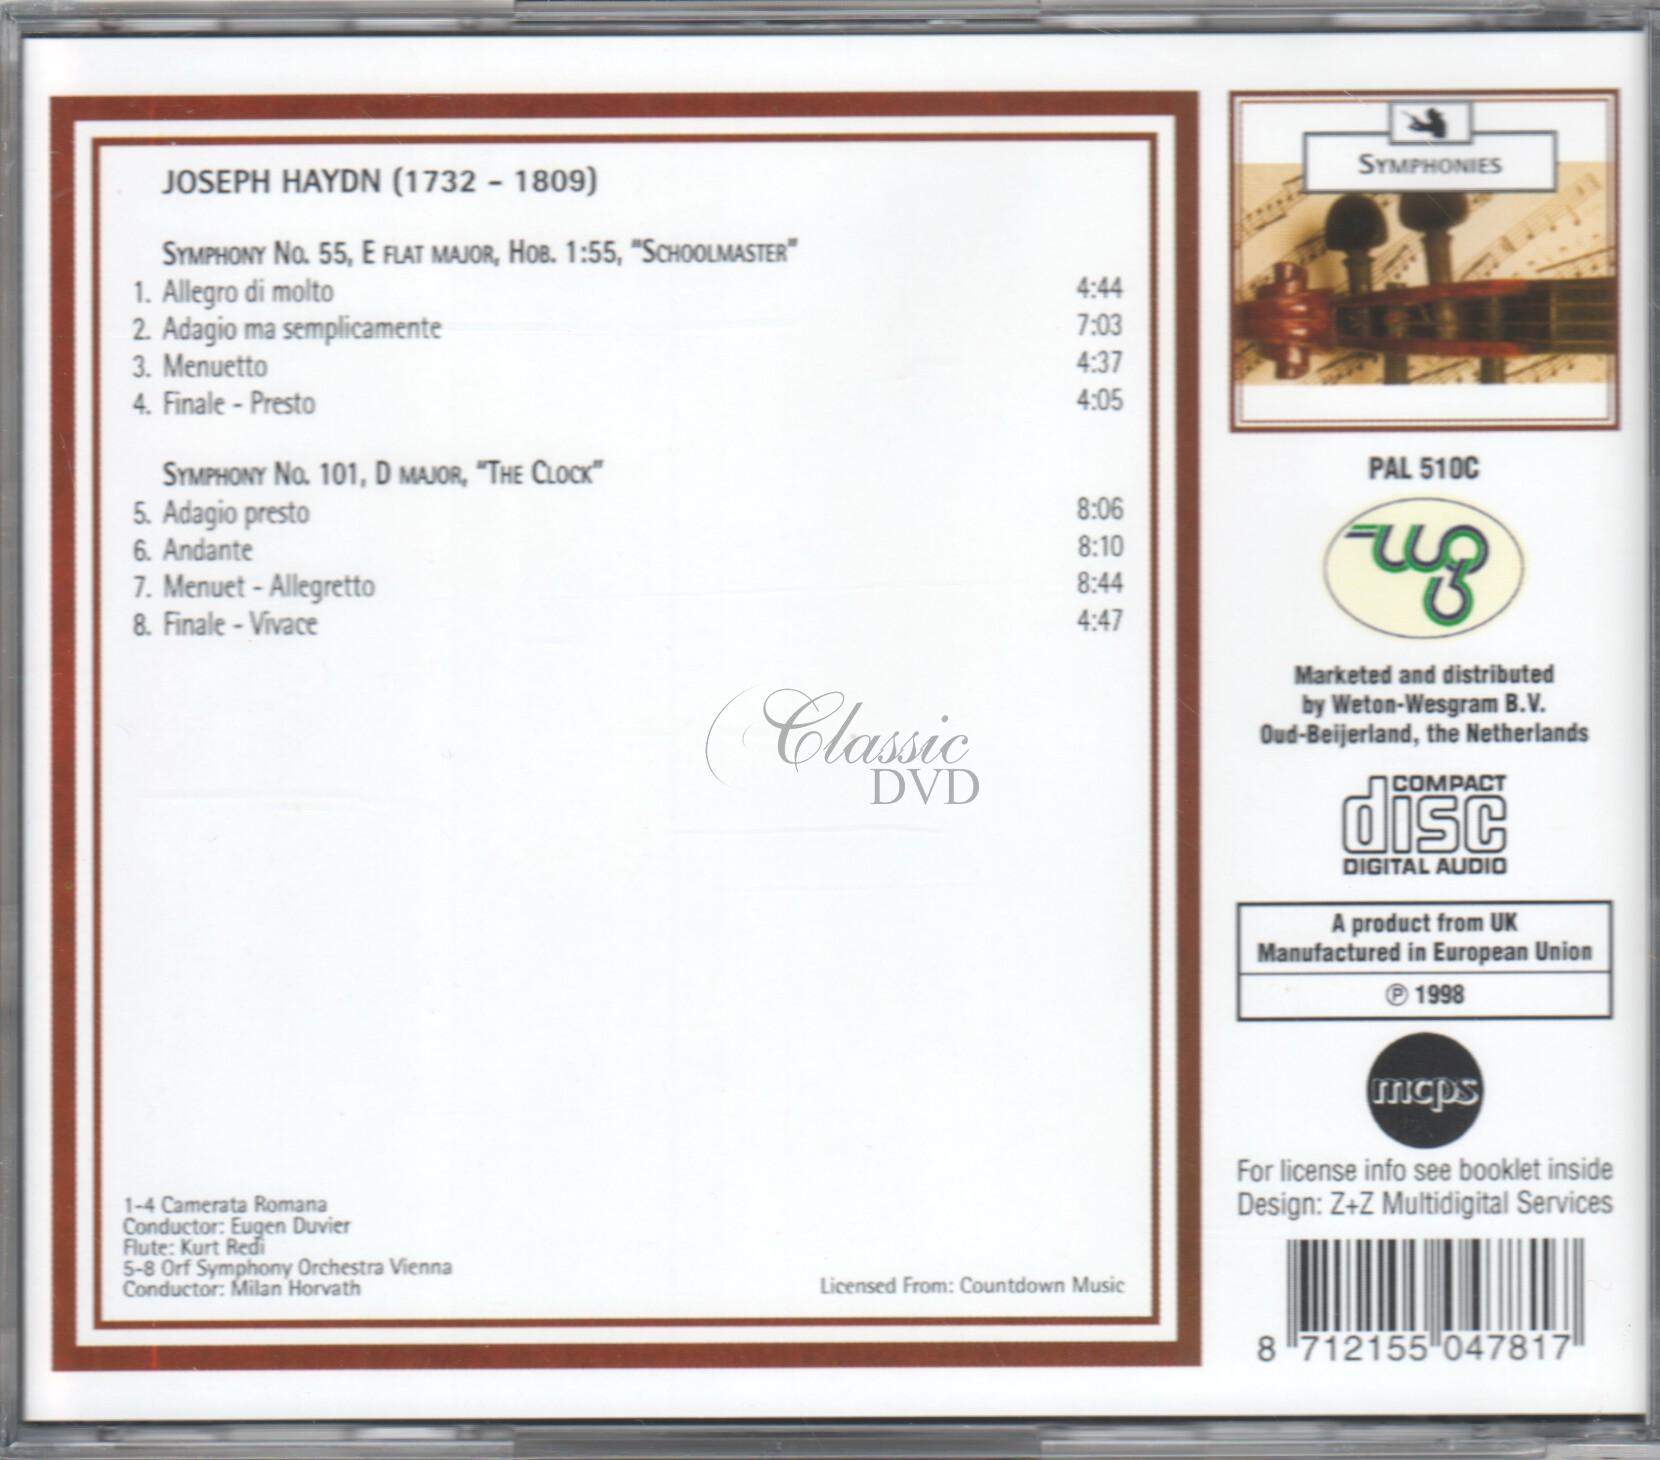 JOSEPH HAYDN (1732 - 1809)
SYMPHONY NO. 55, E FLAT MAJOR, HOB. 1:55, "SCHOOLMASTER"
1. Allegro di molto 4:44
2. Adagio ma semplicamente 7:03
3. Menuetto 4:37
4. Finale - Presto 4:05
SYMPHONY NO. 101, D MAJOR, "THE CLOCK"
5. Adagio presto 8:06
6. Andante 8:10
7. Menuet - Allegretto 8:44
8. Finale - Vivace 4:47
Classic
DVD
1-4 Camerata Romana
Conductor: Eugen Duvier
Flute: Kurt Redi
5-8 Orf Symphony Orchestra Vienna
Conductor: Milan Horvath
Licensed From: Countdown Music
SYMPHONIES
PAL 510C
Marketed and distributed
by Weton-Wesgram B.V.
Oud-Beijerland, the Netherlands
COMPACT
disc
DIGITAL AUDIO
A product from UK
Manufactured in European Union
℗ 1998
mcps
For license info see booklet inside
Design: Z+Z Multidigital Services
8 712155 047817